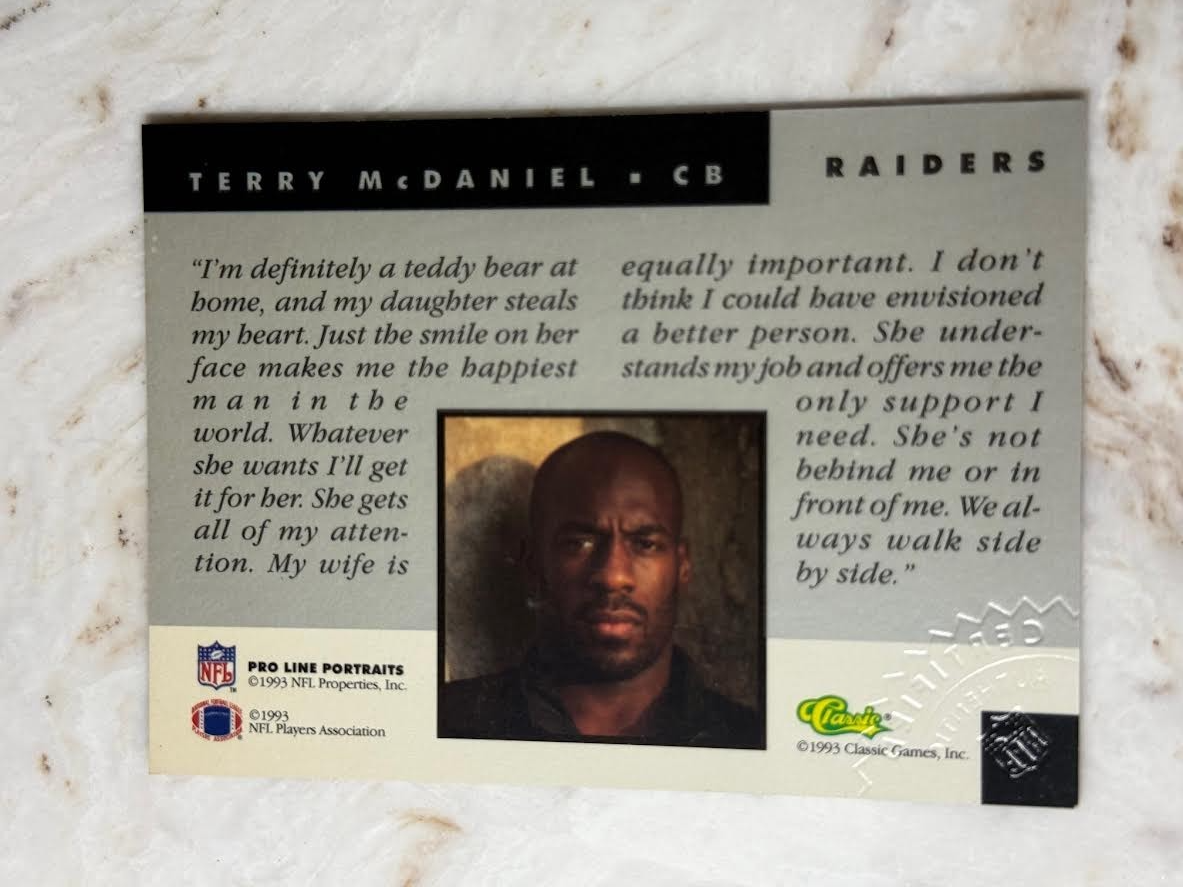 TERRY McDANIEL ▪ CB
RAIDERS
“I'm definitely a teddy bear at
home, and my daughter steals
my heart. Just the smile on her
face makes me the happiest
man in the
world. Whatever
she wants I'll get
it for her. She gets
all of my atten-
tion. My wife is
equally important. I don't
think I could have envisioned
a better person. She under-
stands my job and offers me the
only support I
need. She's not
behind me or in
front of me. We al-
ways walk side
by side.”
NFL
TM
PRO LINE PORTRAITS
©1993 NFL Properties, Inc.
©1993
NFL Players Association
Classic®
©1993 Classic Games, Inc.